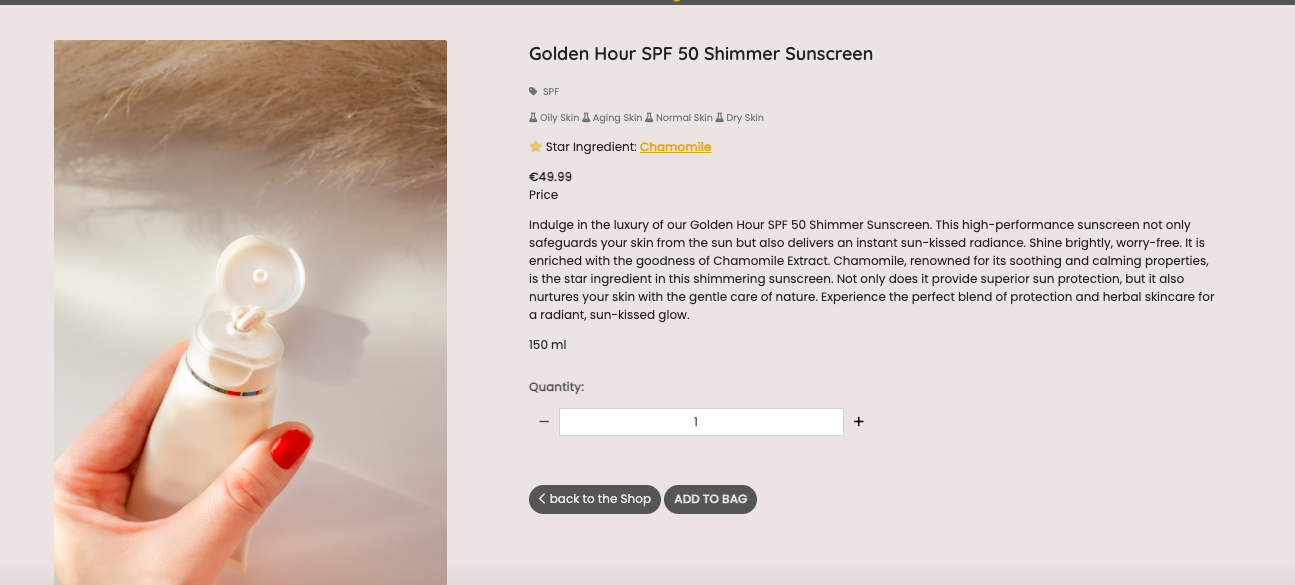 Golden Hour SPF 50 Shimmer Sunscreen
SPF
Oily Skin Aging Skin Normal Skin Dry Skin
Star Ingredient: Chamomile
€49.99
Price
Indulge in the luxury of our Golden Hour SPF 50 Shimmer Sunscreen. This high-performance sunscreen not only
safeguards your skin from the sun but also delivers an instant sun-kissed radiance. Shine brightly, worry-free. It is
enriched with the goodness of Chamomile Extract. Chamomile, renowned for its soothing and calming properties,
is the star ingredient in this shimmering sunscreen. Not only does it provide superior sun protection, but it also
nurtures your skin with the gentle care of nature. Experience the perfect blend of protection and herbal skincare for
a radiant, sun-kissed glow.
150 ml
Quantity:
− 1 +
back to the Shop ADD TO BAG